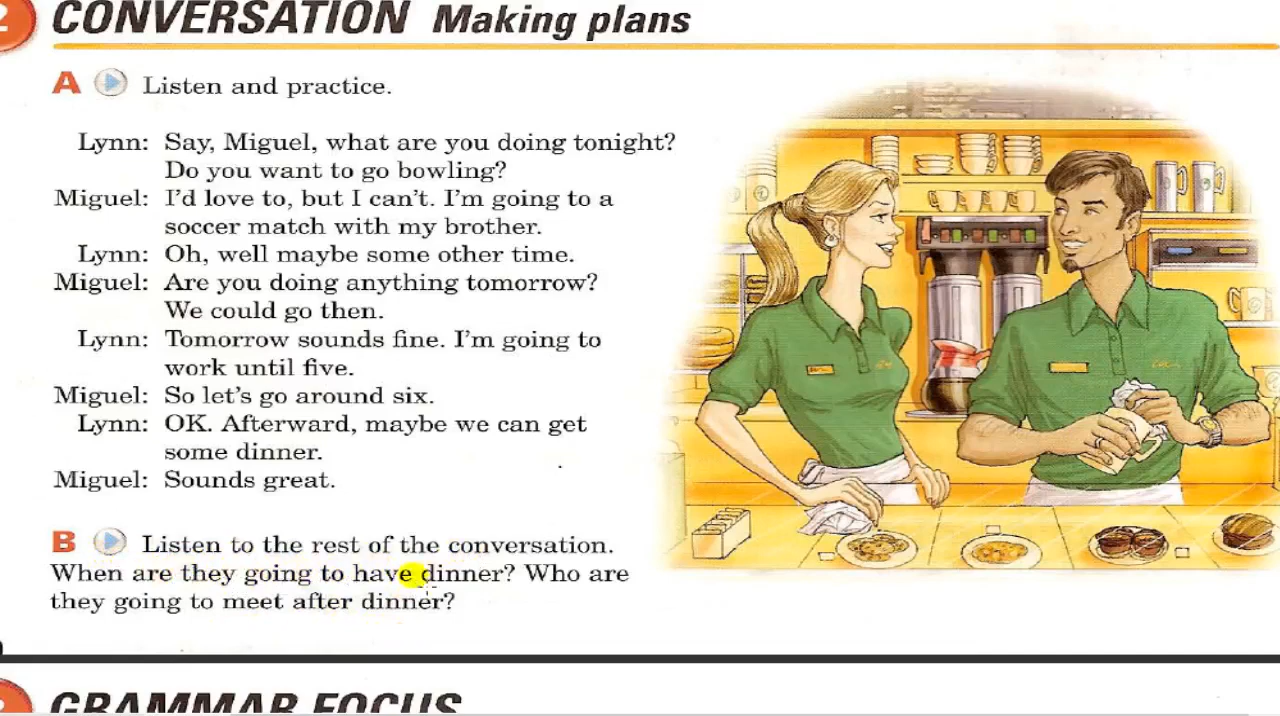 2 CONVERSATION Making plans
A Listen and practice.
Lynn: Say, Miguel, what are you doing tonight?
Do you want to go bowling?
Miguel: I'd love to, but I can't. I'm going to a
soccer match with my brother.
Lynn: Oh, well maybe some other time.
Miguel: Are you doing anything tomorrow?
We could go then.
Lynn: Tomorrow sounds fine. I'm going to
work until five.
Miguel: So let's go around six.
Lynn: OK. Afterward, maybe we can get
some dinner.
Miguel: Sounds great.
B Listen to the rest of the conversation.
When are they going to have dinner? Who are
they going to meet after dinner?
GRAMMAR FOCUS